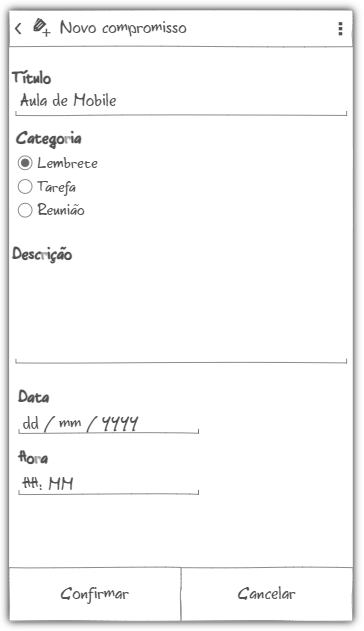 Novo compromisso
Título
Aula de Mobile
Categoria
Lembrete
Tarefa
Reunião
Descrição
Data
dd / mm / yyyy
Hora
HH: MM
Confirmar
Cancelar